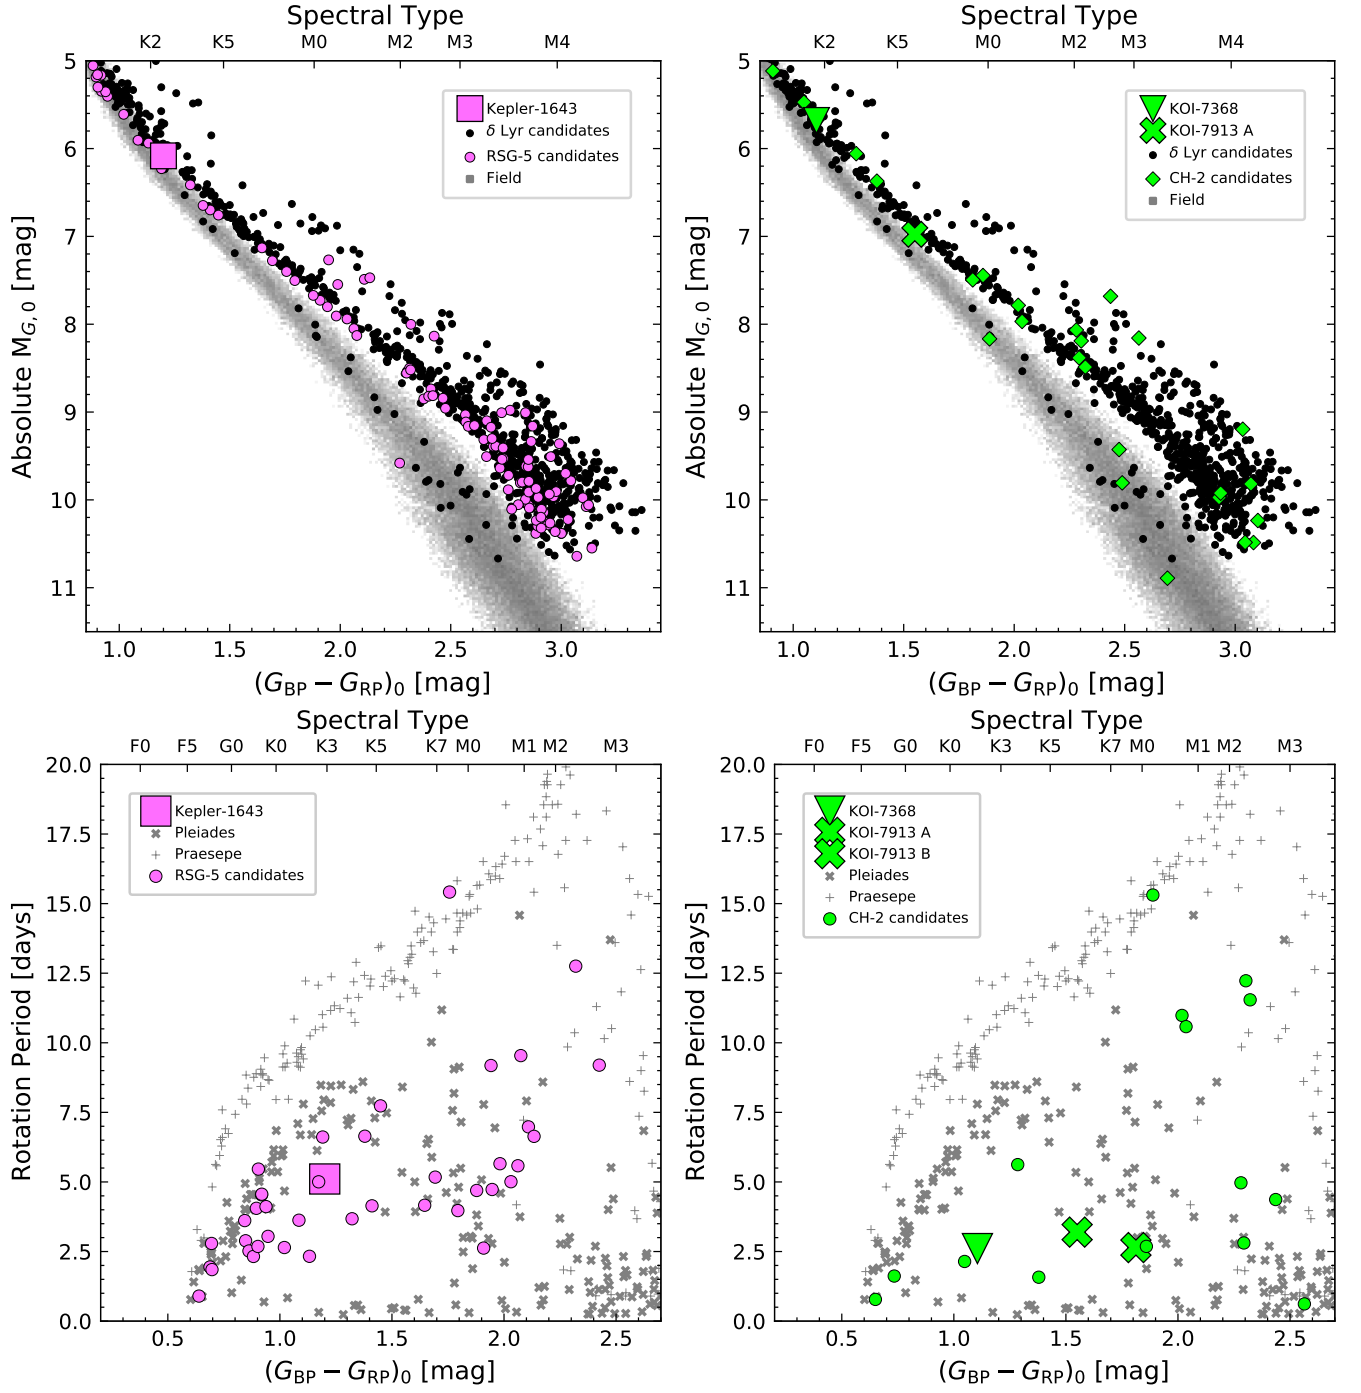 Spectral Type
K2 K5 M0 M2 M3 M4
5
6
7
8
9
10
11
Absolute M_G,0 [mag]
Kepler-1643
δ Lyr candidates
RSG-5 candidates
Field
1.0 1.5 2.0 2.5 3.0
(G_BP − G_RP)_0 [mag]
Spectral Type
K2 K5 M0 M2 M3 M4
5
6
7
8
9
10
11
Absolute M_G,0 [mag]
KOI-7368
KOI-7913 A
δ Lyr candidates
CH-2 candidates
Field
1.0 1.5 2.0 2.5 3.0
(G_BP − G_RP)_0 [mag]
Spectral Type
F0 F5 G0 K0 K3 K5 K7 M0 M1 M2 M3
20.0
17.5
15.0
12.5
10.0
7.5
5.0
2.5
0.0
Rotation Period [days]
Kepler-1643
Pleiades
Praesepe
RSG-5 candidates
0.5 1.0 1.5 2.0 2.5
(G_BP − G_RP)_0 [mag]
Spectral Type
F0 F5 G0 K0 K3 K5 K7 M0 M1 M2 M3
20.0
17.5
15.0
12.5
10.0
7.5
5.0
2.5
0.0
Rotation Period [days]
KOI-7368
KOI-7913 A
KOI-7913 B
Pleiades
Praesepe
CH-2 candidates
0.5 1.0 1.5 2.0 2.5
(G_BP − G_RP)_0 [mag]